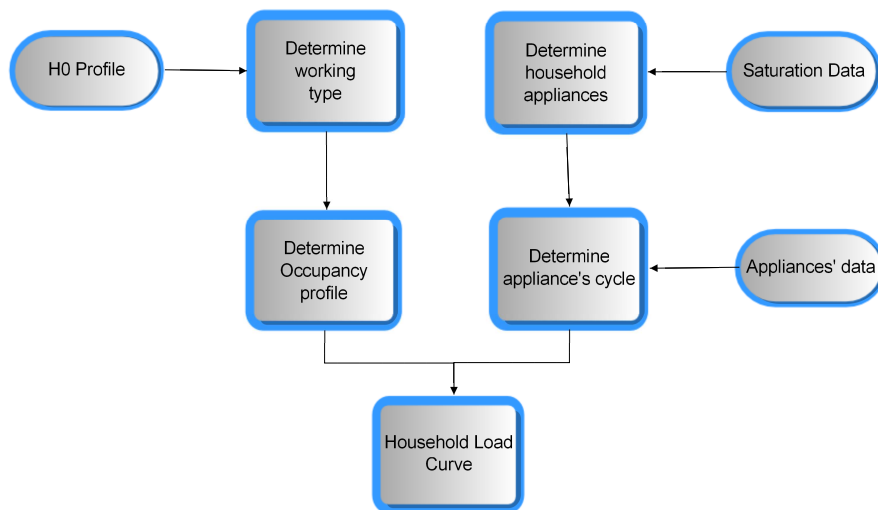 H0 Profile
Determine
working
type
Determine
household
appliances
Saturation Data
Determine
Occupancy
profile
Determine
appliance's cycle
Appliances' data
Household Load
Curve